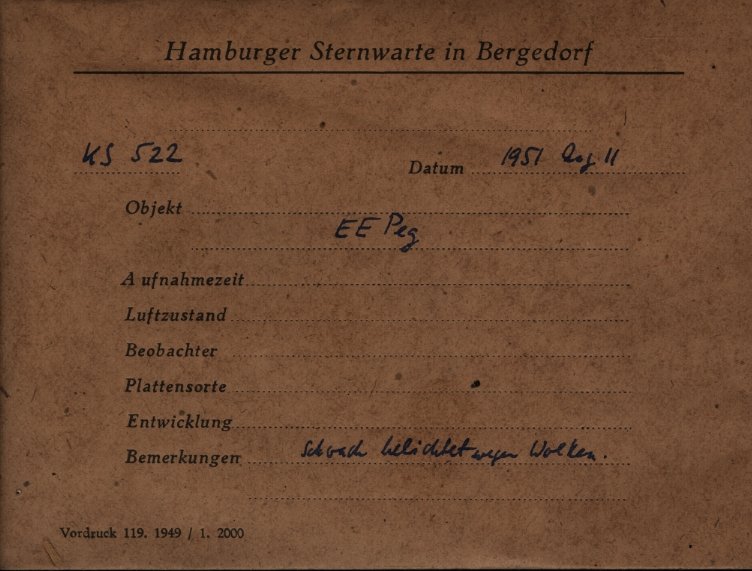 Hamburger Sternwarte in Bergedorf
KS 522 Datum 1951 Aug 11
Objekt
EE Peg
Aufnahmezeit
Luftzustand
Beobachter
Plattensorte
Entwicklung
Bemerkungen Schwach belichtet wegen Wolken.
Vordruck 119. 1949 / 1. 2000